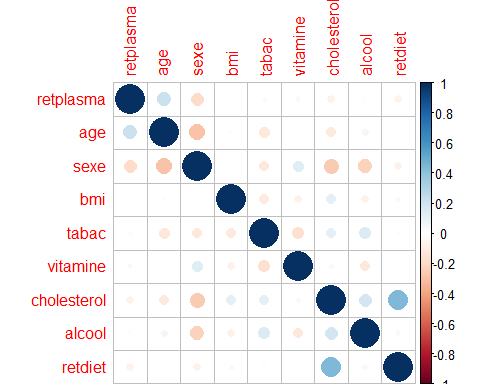 retplasma
age
sexe
bmi
tabac
vitamine
cholesterol
alcool
retdiet
retplasma
age
sexe
bmi
tabac
vitamine
cholesterol
alcool
retdiet
1
0.8
0.6
0.4
0.2
0
-0.2
-0.4
-0.6
-0.8
-1